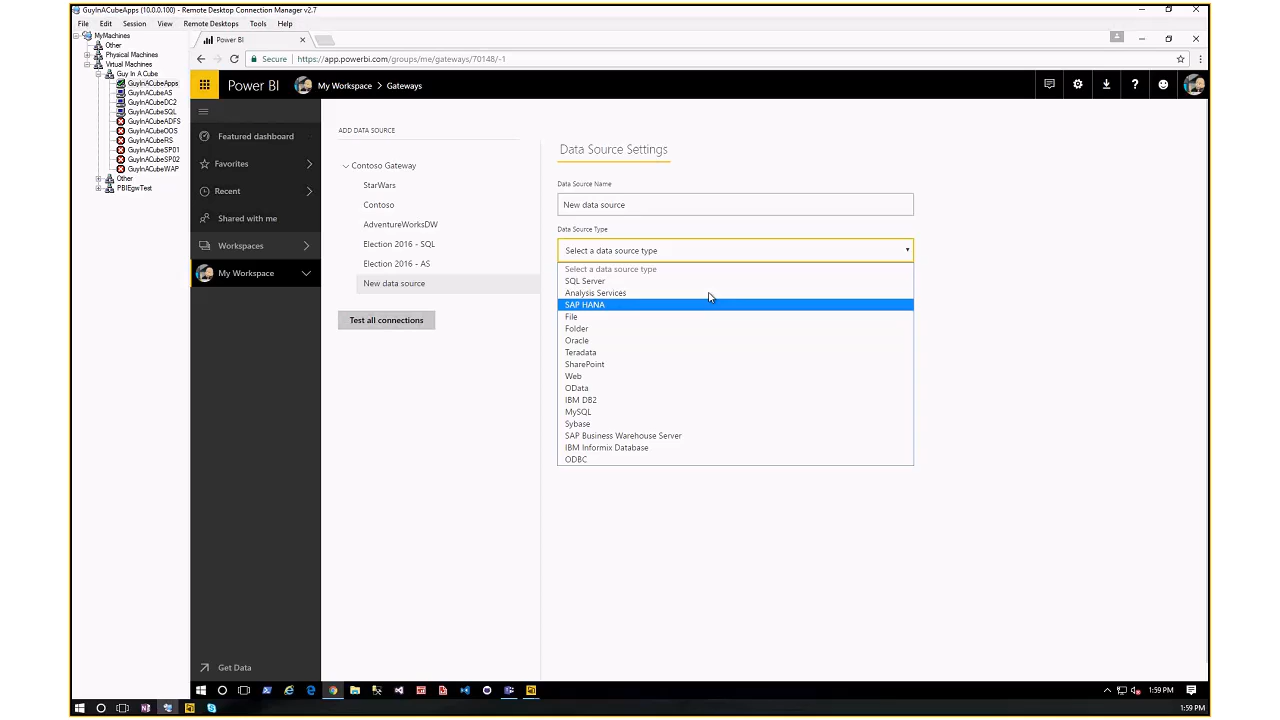 GuyInACubeApps (10.0.0.100) - Remote Desktop Connection Manager v2.7
File Edit Session View Remote Desktops Tools Help
MyMachines
Other
Physical Machines
Virtual Machines
Guy In A Cube
GuyInACubeApps
GuyInACubeAS
GuyInACubeDC2
GuyInACubeSQL
GuyInACubeADFS
GuyInACubeOOS
GuyInACubeRS
GuyInACubeSP01
GuyInACubeSP02
GuyInACubeWAP
Other
PBIEgwTest
Power BI
Secure https://app.powerbi.com/groups/me/gateways/70148/-1
Power BI My Workspace > Gateways
Featured dashboard
Favorites
Recent
Shared with me
Workspaces
My Workspace
Get Data
ADD DATA SOURCE
Contoso Gateway
StarWars
Contoso
AdventureWorksDW
Election 2016 - SQL
Election 2016 - AS
New data source
Test all connections
Data Source Settings
Data Source Name
New data source
Data Source Type
Select a data source type
Select a data source type
SQL Server
Analysis Services
SAP HANA
File
Folder
Oracle
Teradata
SharePoint
Web
OData
IBM DB2
MySQL
Sybase
SAP Business Warehouse Server
IBM Informix Database
ODBC
1:59 PM
1:59 PM